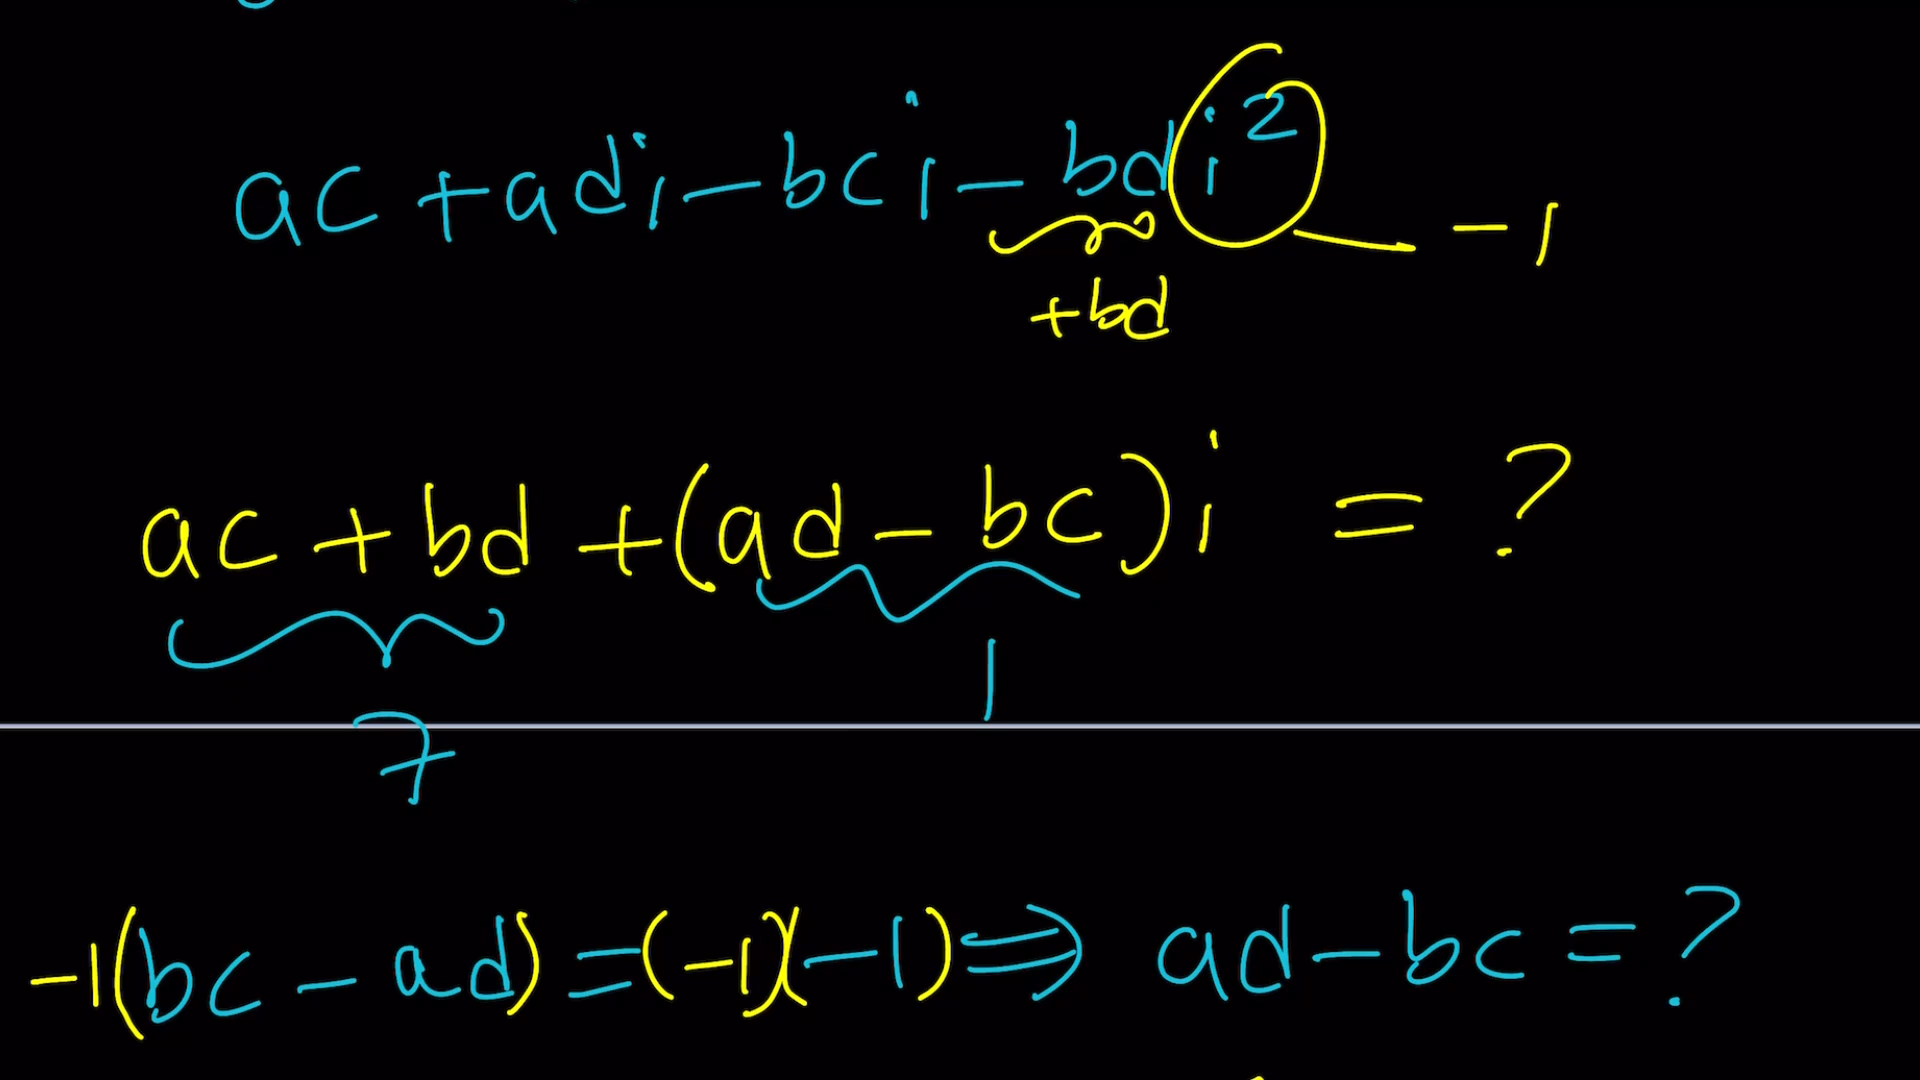 ac + adi - bci - bdi²
-1
+bd
ac + bd + (ad - bc)i = ?
1
7
-1(bc - ad) = (-1)(-1) ⇒ ad - bc = ?